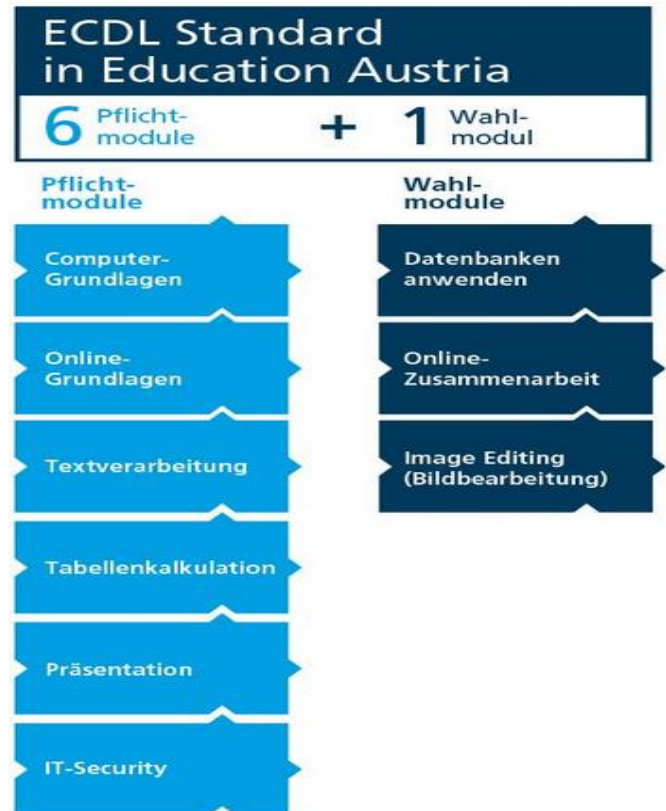 ECDL Standard
in Education Austria
6 Pflicht-
module
+
1 Wahl-
modul
Pflicht-
module
Computer-
Grundlagen
Online-
Grundlagen
Textverarbeitung
Tabellenkalkulation
Präsentation
IT-Security
Wahl-
module
Datenbanken
anwenden
Online-
Zusammenarbeit
Image Editing
(Bildbearbeitung)